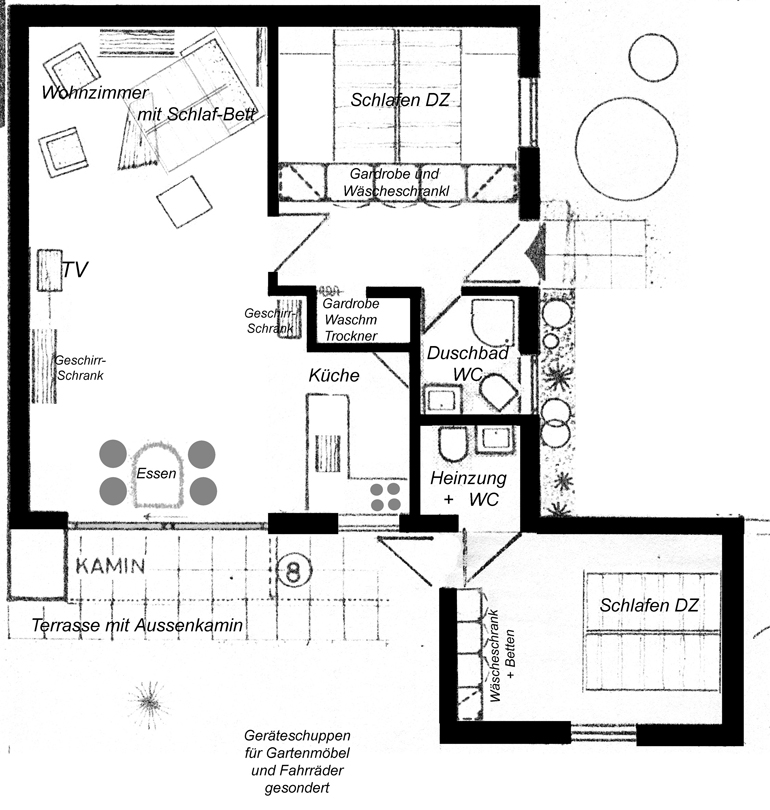 Wohnzimmer
mit Schlaf-Bett
Schlafen DZ
Gardrobe und
Wäscheschrankl
TV
Geschirr-
Schrank
Gardrobe
Waschm
Trockner
Geschirr-
Schrank
Küche
Duschbad
WC
Essen
Heinzung
+ WC
KAMIN
8
Terrasse mit Aussenkamin
Schlafen DZ
Wäscheschrank
+ Betten
Geräteschuppen
für Gartenmöbel
und Fahrräder
gesondert